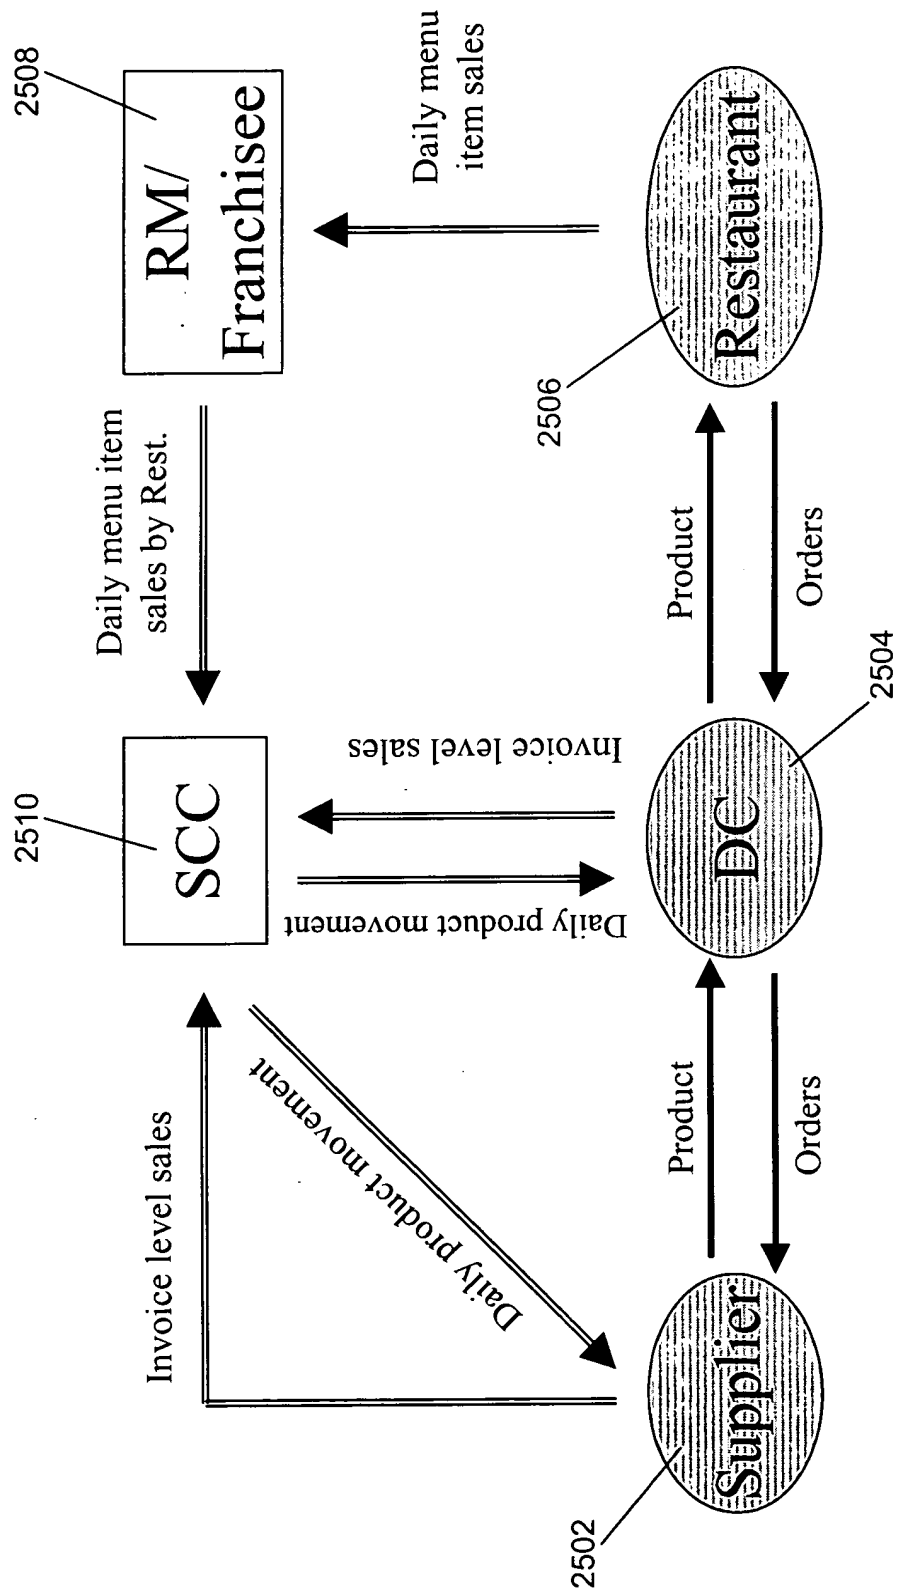 2510
2508
SCC
RM/
Franchisee
Daily menu item
sales by Rest.
Invoice level sales
Daily product movement
Daily product movement
Invoice level sales
Daily menu
item sales
2502
Supplier
Product
Orders
DC
2504
Product
Orders
2506
Restaurant